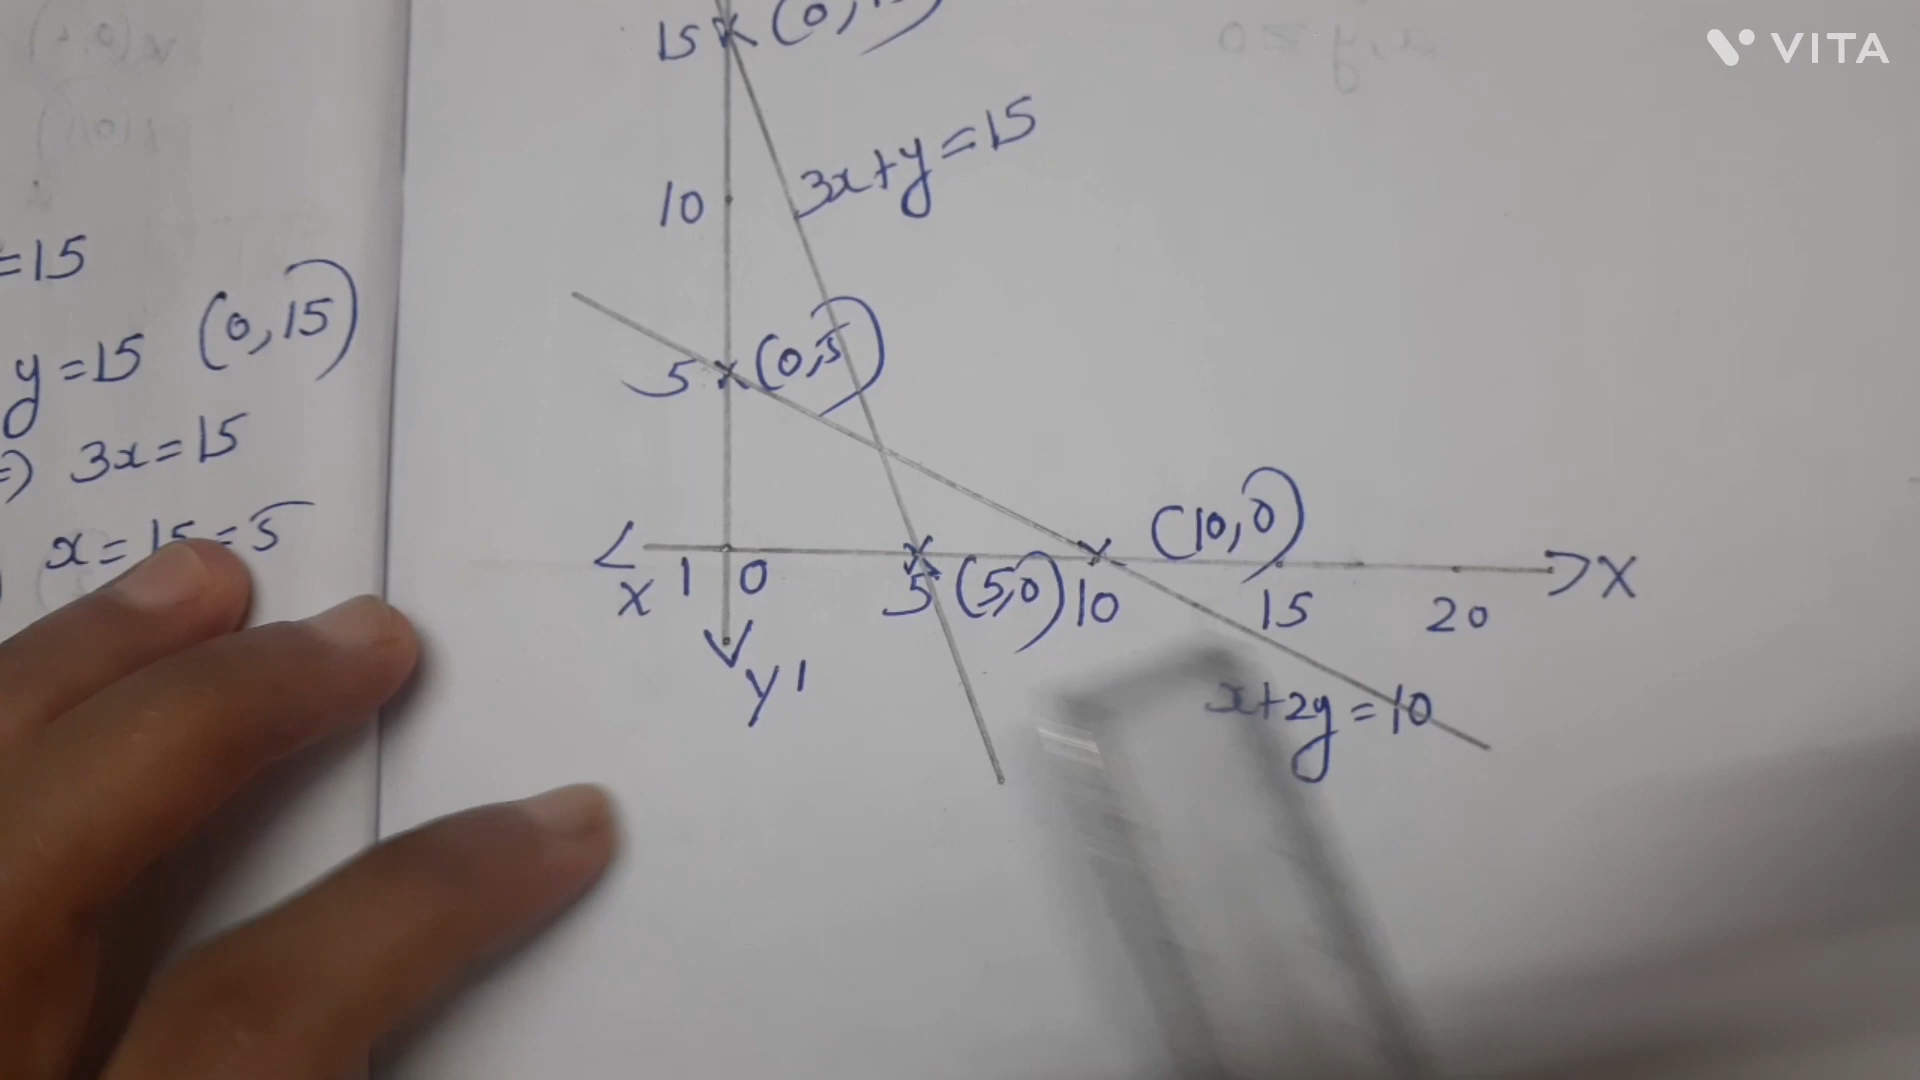 VITA
=15
y=15 (0,15)
3x=15
x=15=5
15 (0,
3x+y=15
10
5 (0,5)
(10,0)
X
X 1 0 5 (5,0) 10 15 20
Y'
x+2y=10